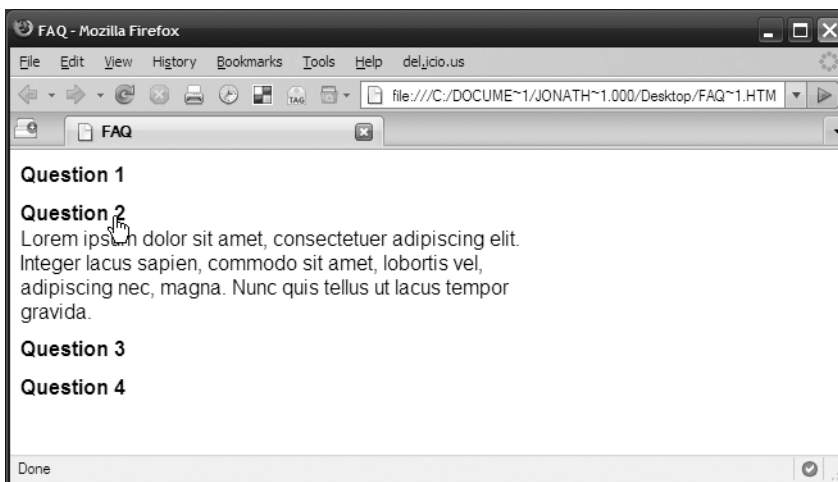 FAQ - Mozilla Firefox
File Edit View History Bookmarks Tools Help del.icio.us
TAG file:///C:/DOCUME~1/JONATH~1.000/Desktop/FAQ~1.HTM
FAQ
Question 1
Question 2
Lorem ipsum dolor sit amet, consectetuer adipiscing elit.
Integer lacus sapien, commodo sit amet, lobortis vel,
adipiscing nec, magna. Nunc quis tellus ut lacus tempor
gravida.
Question 3
Question 4
Done